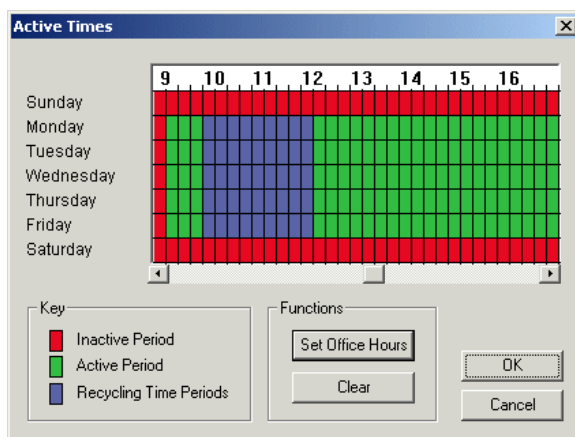 Active Times
9 10 11 12 13 14 15 16
Sunday
Monday
Tuesday
Wednesday
Thursday
Friday
Saturday
Key
Inactive Period
Active Period
Recycling Time Periods
Functions
Set Office Hours
Clear
OK
Cancel